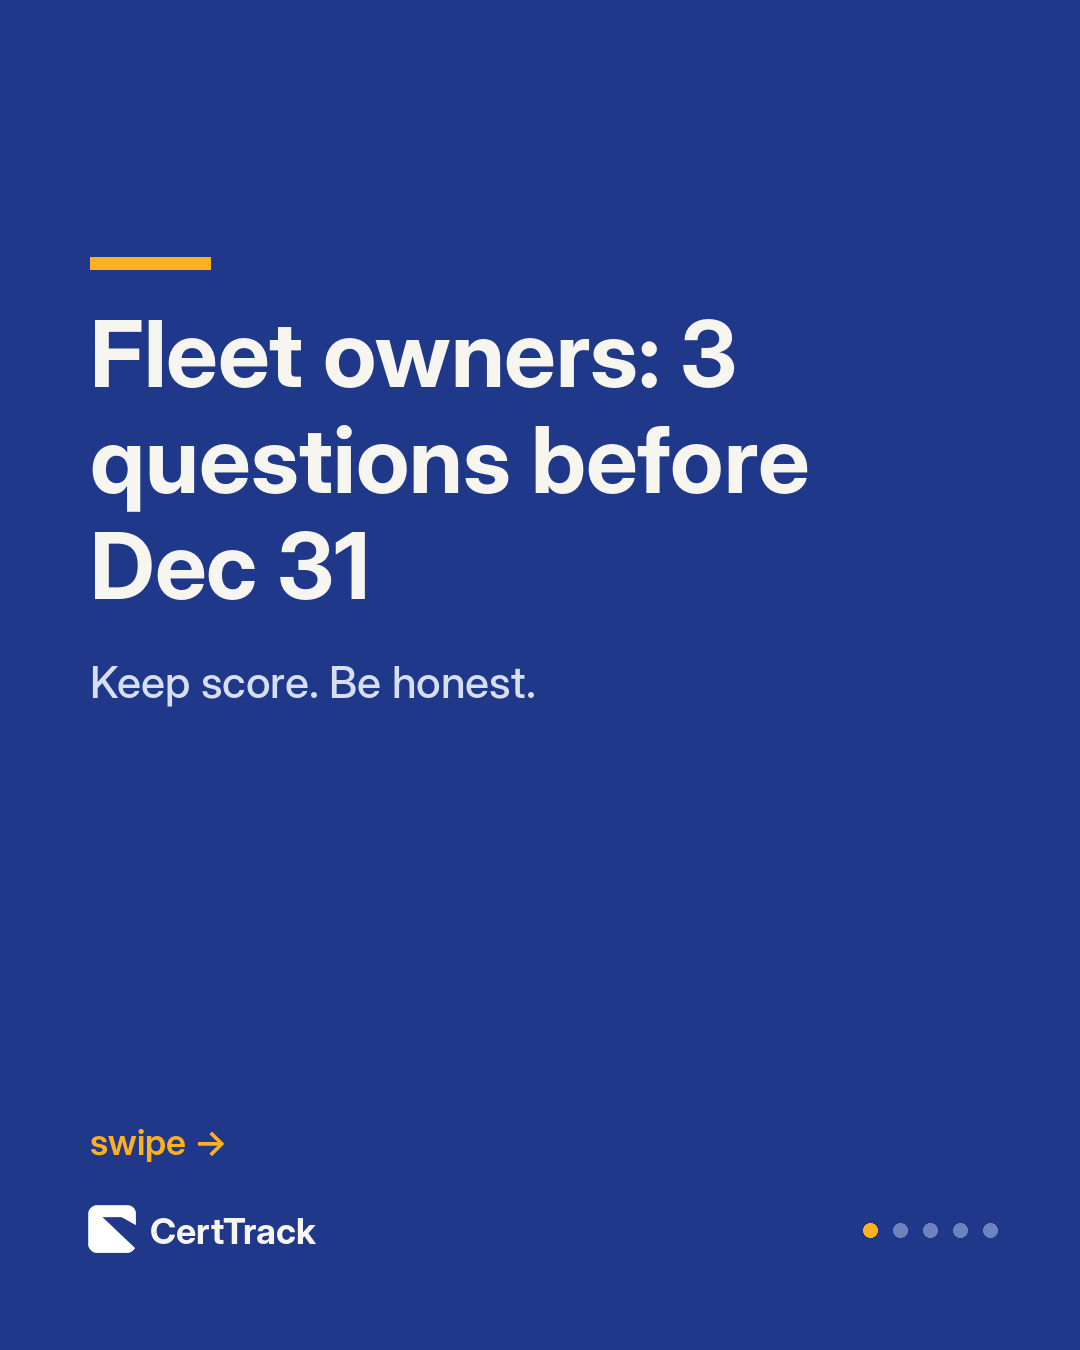 Fleet owners: 3
questions before
Dec 31
Keep score. Be honest.
swipe →
CertTrack